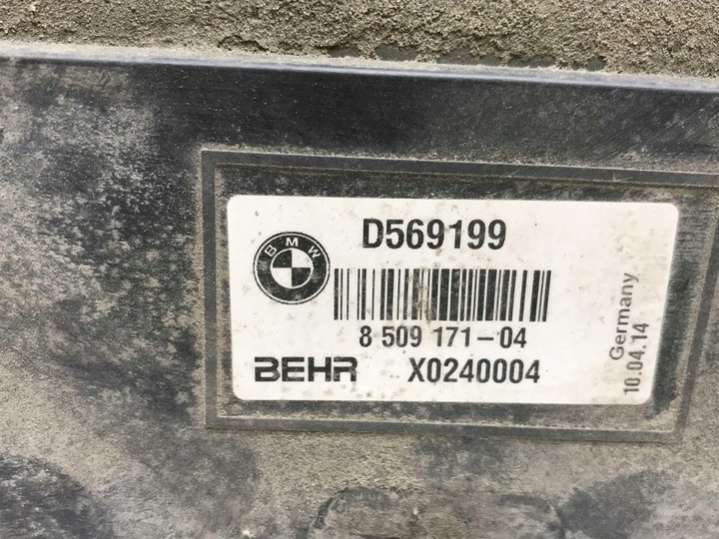 D569199
BMW
8 509 171-04
BEHR X0240004
Germany
10.04.14